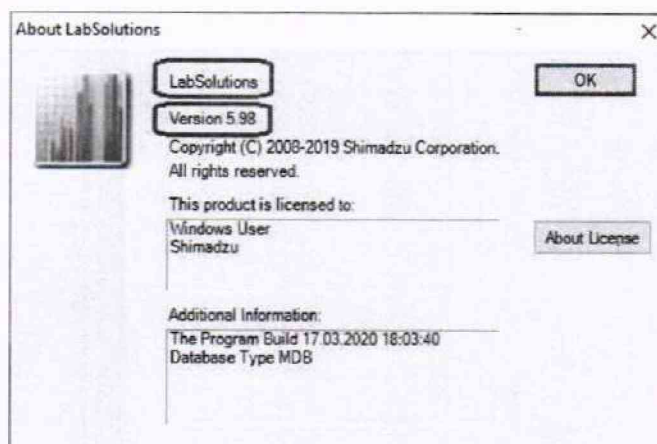 About LabSolutions
LabSolutions
OK
Version 5.98
Copyright (C) 2008-2019 Shimadzu Corporation.
All rights reserved.
This product is licensed to:
Windows User
Shimadzu
About License
Additional Information:
The Program Build 17.03.2020 18:03:40
Database Type MDB